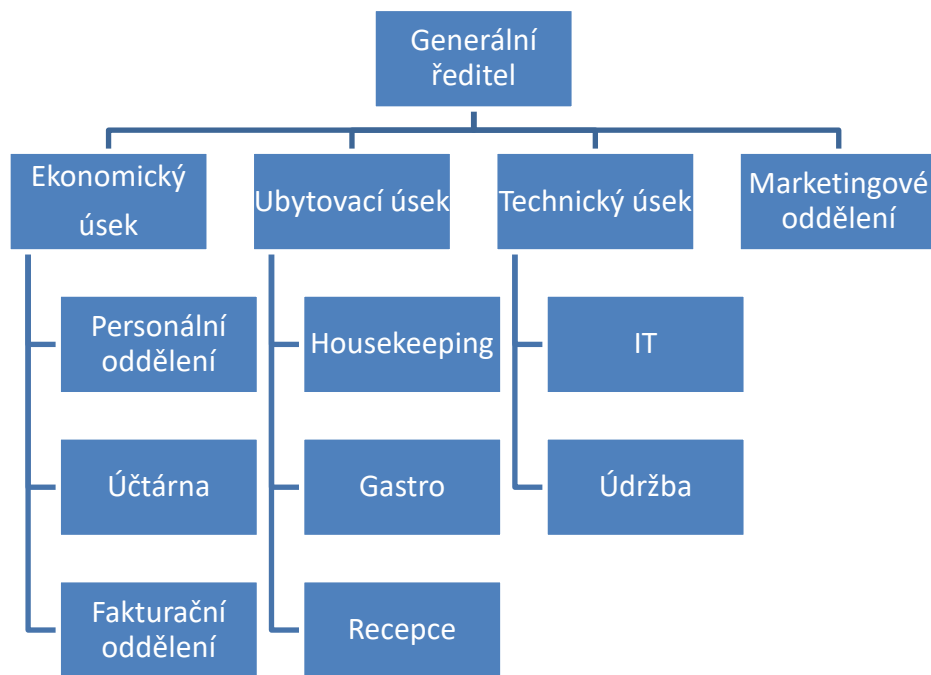 Generální
ředitel
Ekonomický
úsek
Ubytovací úsek
Technický úsek
Marketingové
oddělení
Personální
oddělení
Housekeeping
IT
Účtárna
Gastro
Údržba
Fakturační
oddělení
Recepce